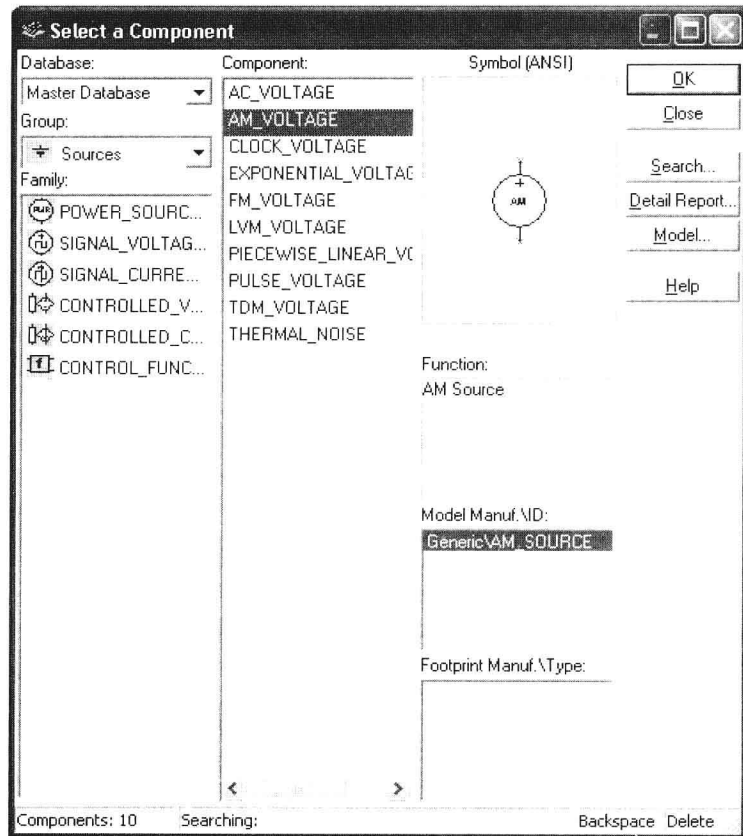 Select a Component
Database:
Master Database
Group:
Sources
Family:
POWER_SOURC...
SIGNAL_VOLTAG...
SIGNAL_CURRE...
CONTROLLED_V...
CONTROLLED_C...
CONTROL_FUNC...
Component:
AC_VOLTAGE
AM_VOLTAGE
CLOCK_VOLTAGE
EXPONENTIAL_VOLTAG
FM_VOLTAGE
LVM_VOLTAGE
PIECEWISE_LINEAR_VO
PULSE_VOLTAGE
TDM_VOLTAGE
THERMAL_NOISE
Symbol (ANSI)
AM
Function:
AM Source
Model Manuf.\ID:
Generic\AM_SOURCE
Footprint Manuf.\Type:
OK
Close
Search...
Detail Report...
Model...
Help
Components: 10
Searching:
Backspace Delete